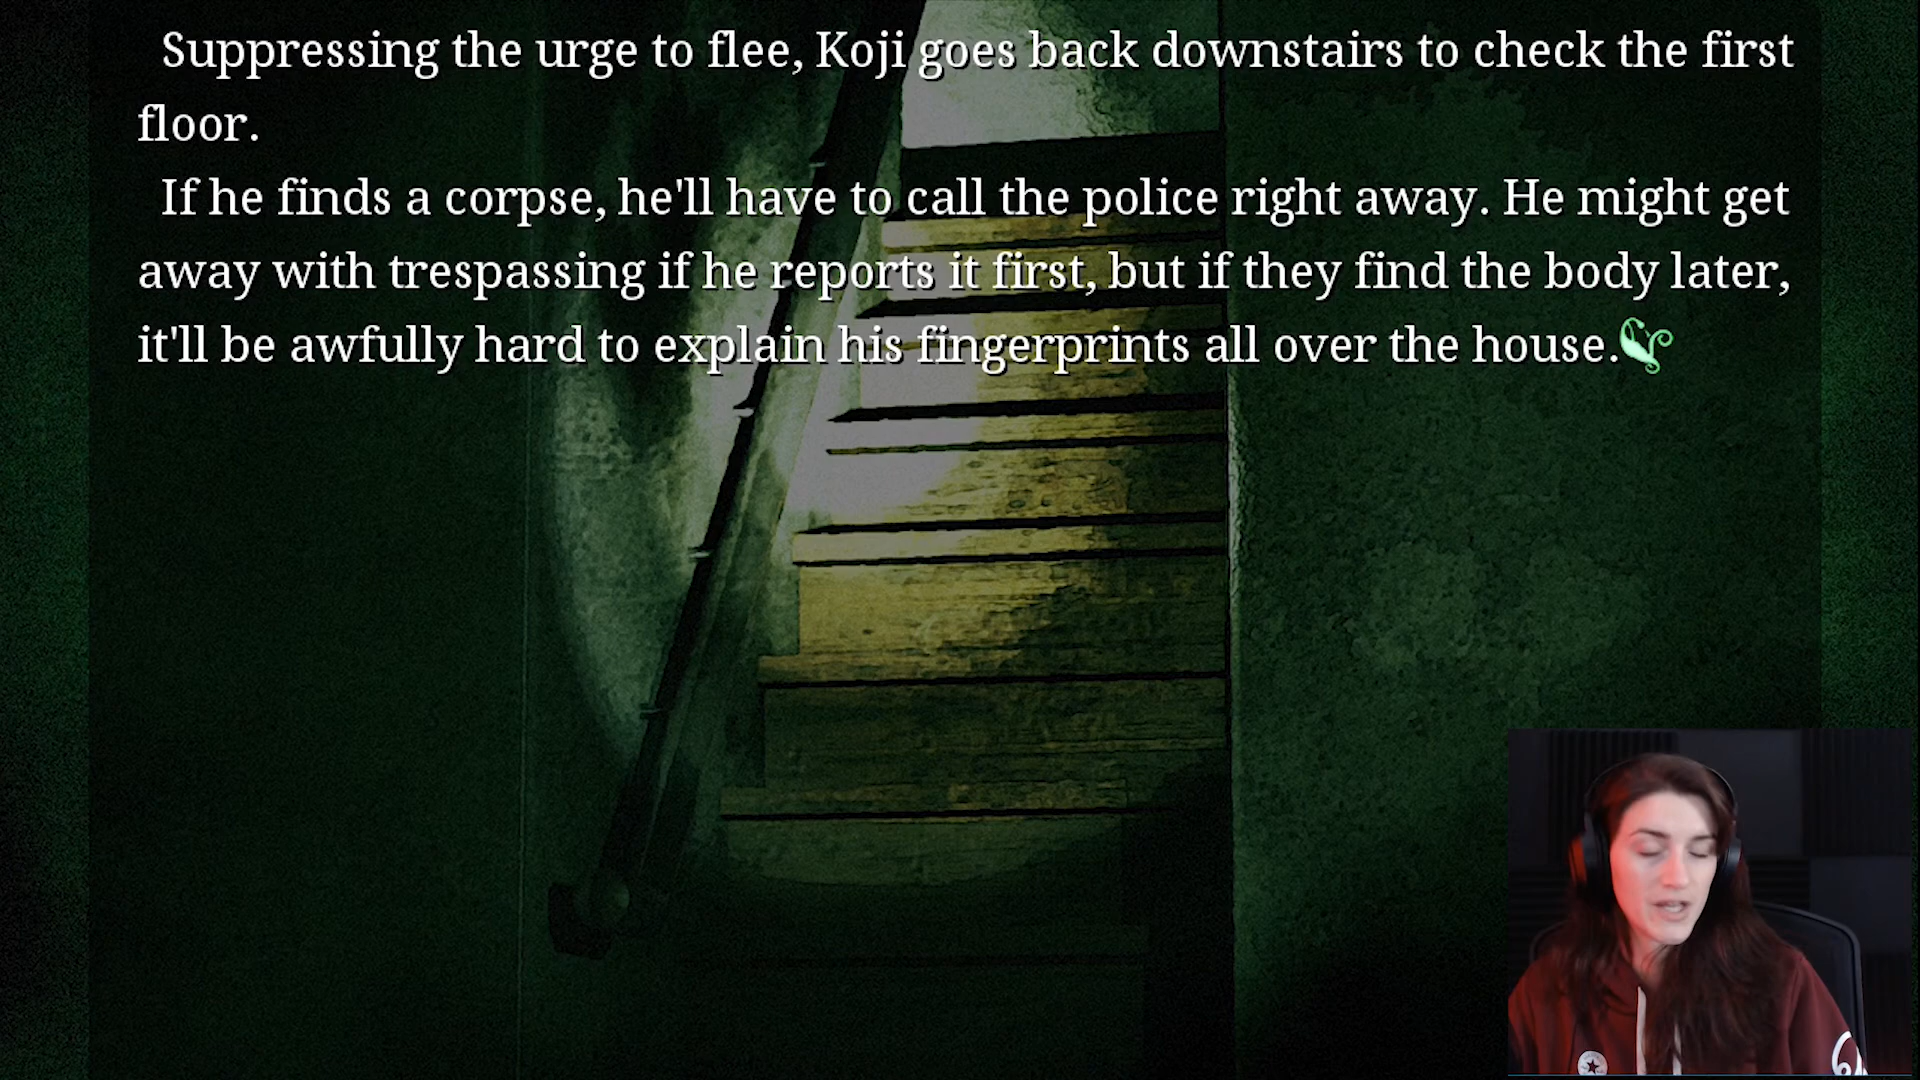 Suppressing the urge to flee, Koji goes back downstairs to check the first
floor.
If he finds a corpse, he'll have to call the police right away. He might get
away with trespassing if he reports it first, but if they find the body later,
it'll be awfully hard to explain his fingerprints all over the house.